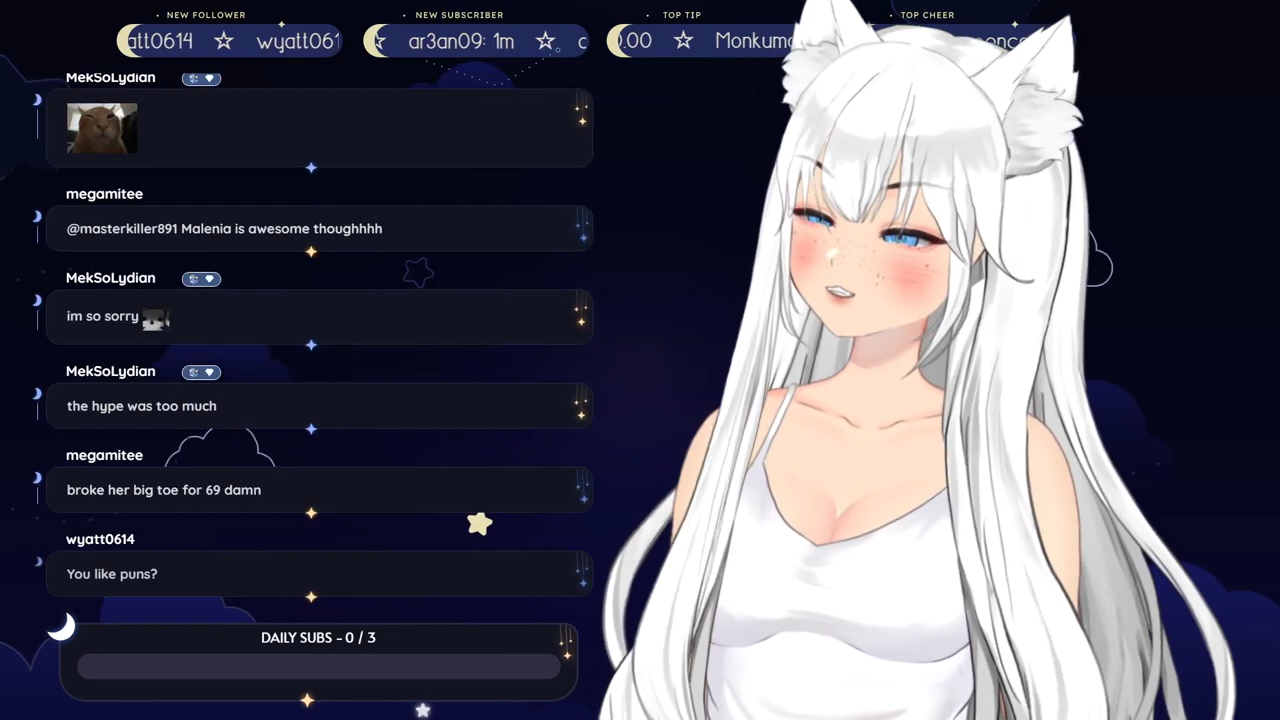 NEW FOLLOWER
NEW SUBSCRIBER
TOP TIP
TOP CHEER
att0614 ☆ wyatt061
ar3an09: 1m
.00 ☆ Monkum
MekSoLydian
megamitee
@masterkiller891 Malenia is awesome thoughhhh
MekSoLydian
im so sorry
MekSoLydian
the hype was too much
megamitee
broke her big toe for 69 damn
wyatt0614
You like puns?
DAILY SUBS - 0 / 3